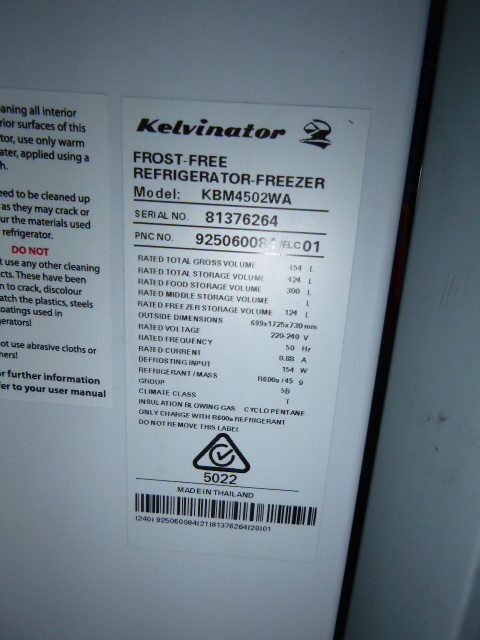 aning all interior
rior surfaces of this
tor, use only warm
ater, applied using a
h.
eed to be cleaned up
as they may crack or
ur the materials used
refrigerator.
DO NOT
t use any other cleaning
cts. These have been
n to crack, discolour
atch the plastics, steels
oatings used in
gerators!
ot use abrasive cloths or
ners!
r further information
fer to your user manual
Kelvinator
FROST-FREE
REFRIGERATOR-FREEZER
Model: KBM4502WA
SERIAL NO. 81376264
PNC NO. 925060084 /ELC 01
RATED TOTAL GROSS VOLUME 454 L
RATED TOTAL STORAGE VOLUME 424 L
RATED FOOD STORAGE VOLUME 300 L
RATED MIDDLE STORAGE VOLUME - L
RATED FREEZER STORAGE VOLUME 124 L
OUTSIDE DIMENSIONS 699x1725x730 mm
RATED VOLTAGE 220-240 V
RATED FREQUENCY 50 Hz
RATED CURRENT 0.88 A
DEFROSTING INPUT 154 W
REFRIGERANT / MASS R600a / 45 g
GROUP SB
CLIMATE CLASS T
INSULATION BLOWING GAS CYCLO PENTANE
ONLY CHARGE WITH R600a REFRIGERANT
DO NOT REMOVE THIS LABEL
5022
MADE IN THAILAND
(240) 925060084(21)81376264(20)01